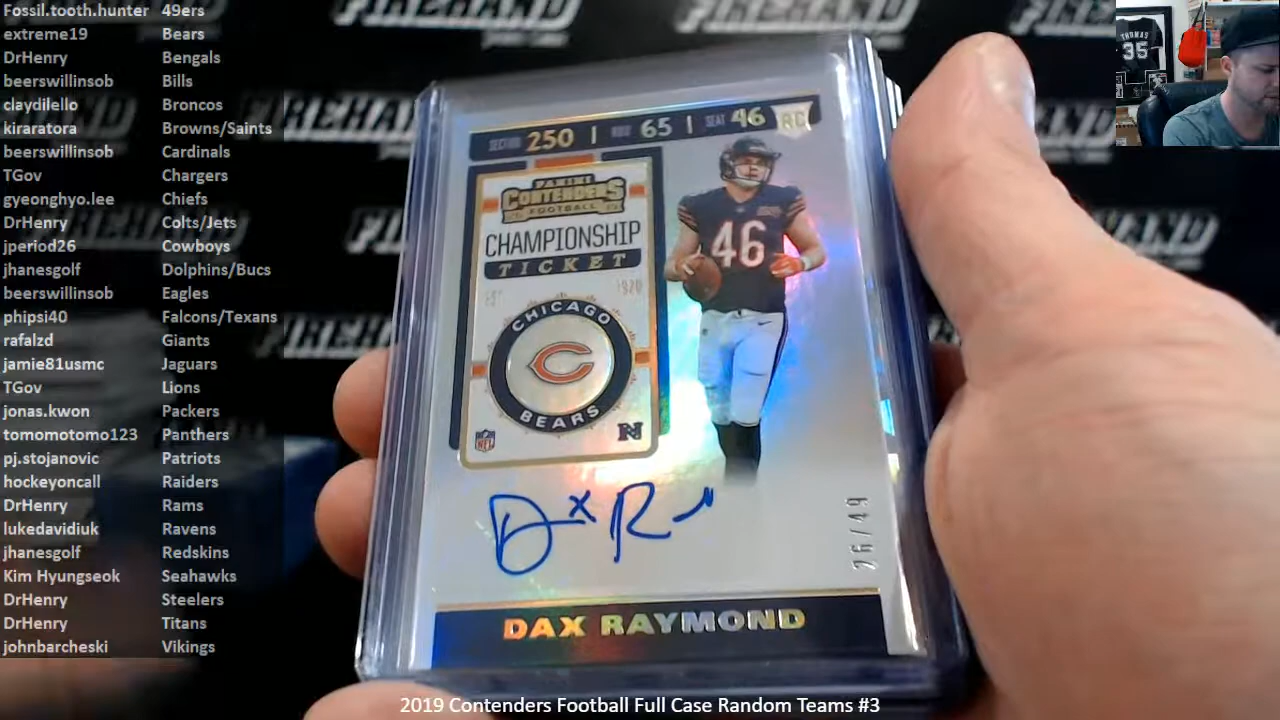 Fossil.tooth.hunter 49ers
extreme19 Bears
DrHenry Bengals
beerswillinsob Bills
claydilello Broncos
kiraratora Browns/Saints
beerswillinsob Cardinals
TGov Chargers
gyeonghyo.lee Chiefs
DrHenry Colts/Jets
jperiod26 Cowboys
jhanesgolf Dolphins/Bucs
beerswillinsob Eagles
phipsi40 Falcons/Texans
rafalzd Giants
jamie81usmc Jaguars
TGov Lions
jonas.kwon Packers
tomomotomo123 Panthers
pj.stojanovic Patriots
hockeyoncall Raiders
DrHenry Rams
lukedavidiuk Ravens
jhanesgolf Redskins
Kim Hyungseok Seahawks
DrHenry Steelers
DrHenry Titans
johnbarcheski Vikings
SECTION 250 | ROW 65 | SEAT 46 RC
PANINI
CONTENDERS
FOOTBALL
CHAMPIONSHIP
TICKET
EST 1920
CHICAGO
C
BEARS
NFL
N
46
26/49
DAX RAYMOND
THOMAS
35
FIREHAND
2019 Contenders Football Full Case Random Teams #3